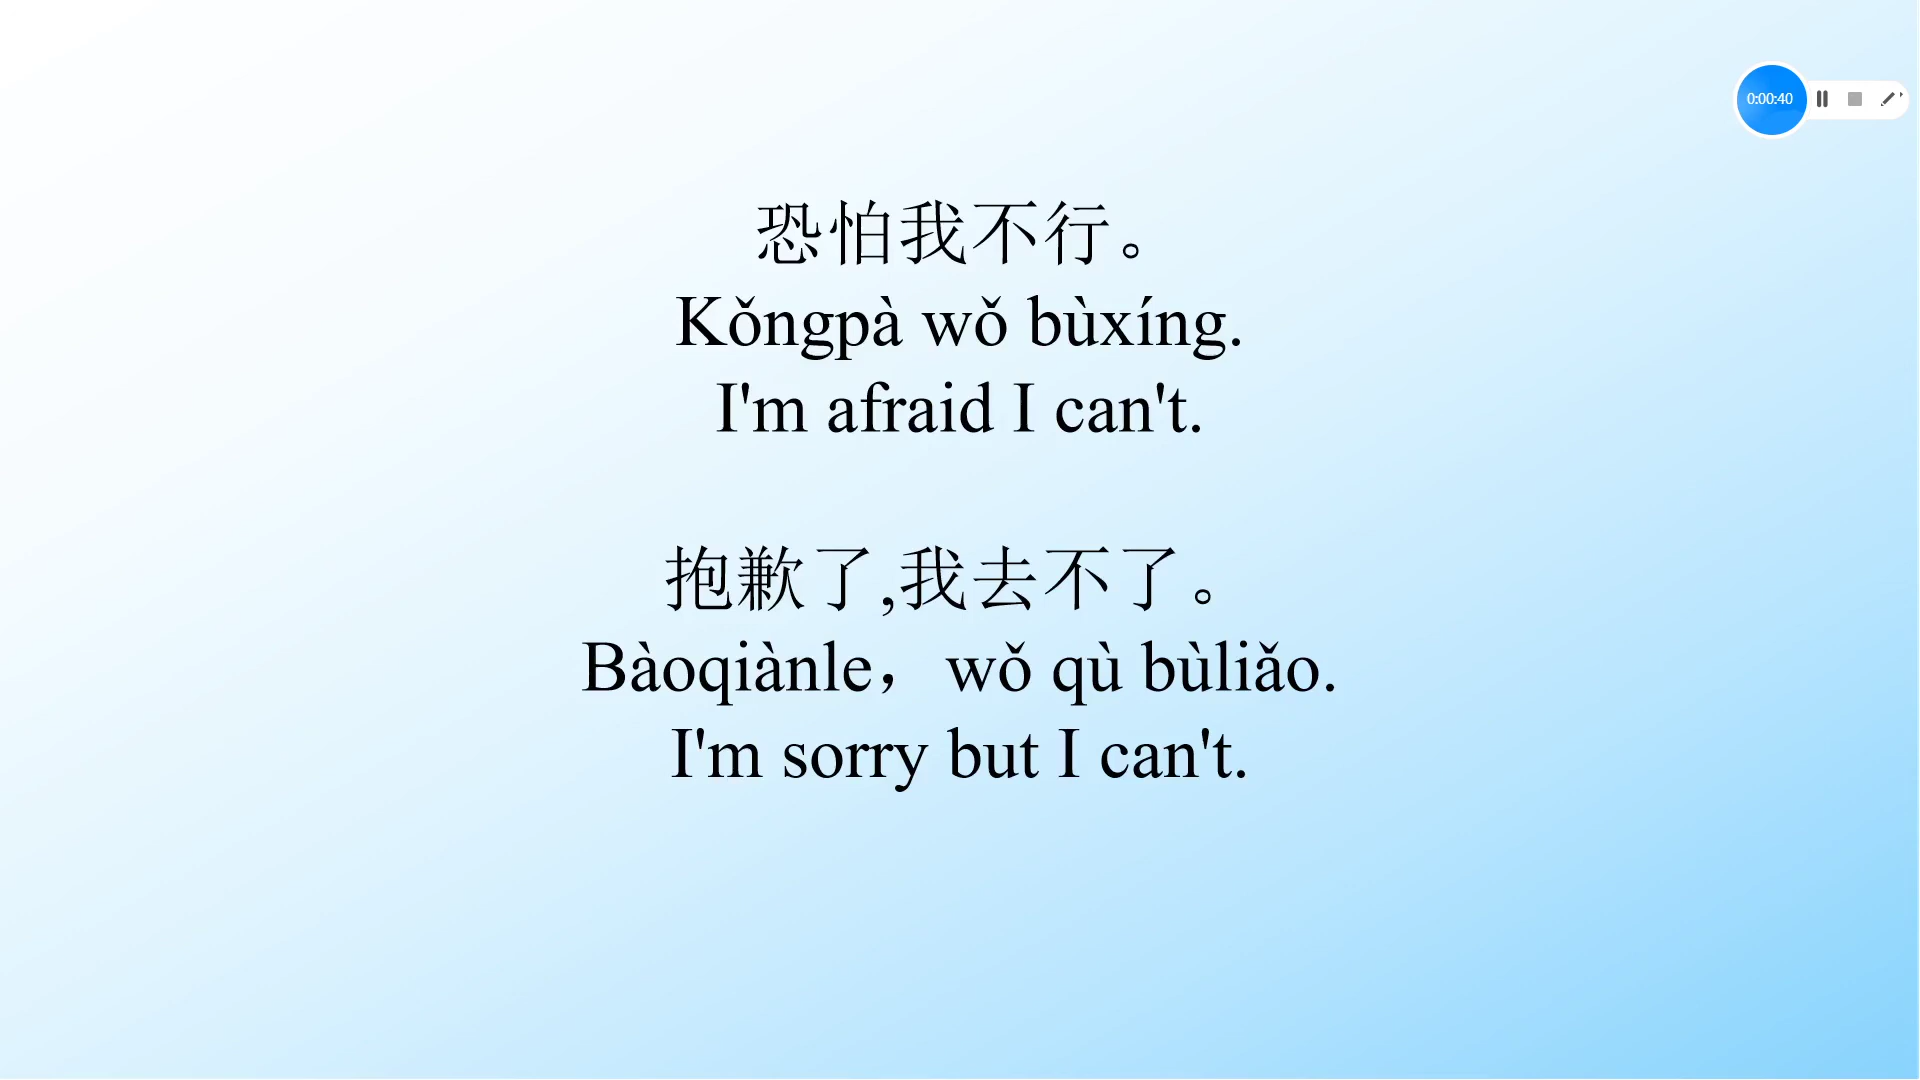 0:00:40
恐怕我不行。
Kǒngpà wǒ bùxíng.
I'm afraid I can't.
抱歉了,我去不了。
Bàoqiànle，wǒ qù bùliǎo.
I'm sorry but I can't.